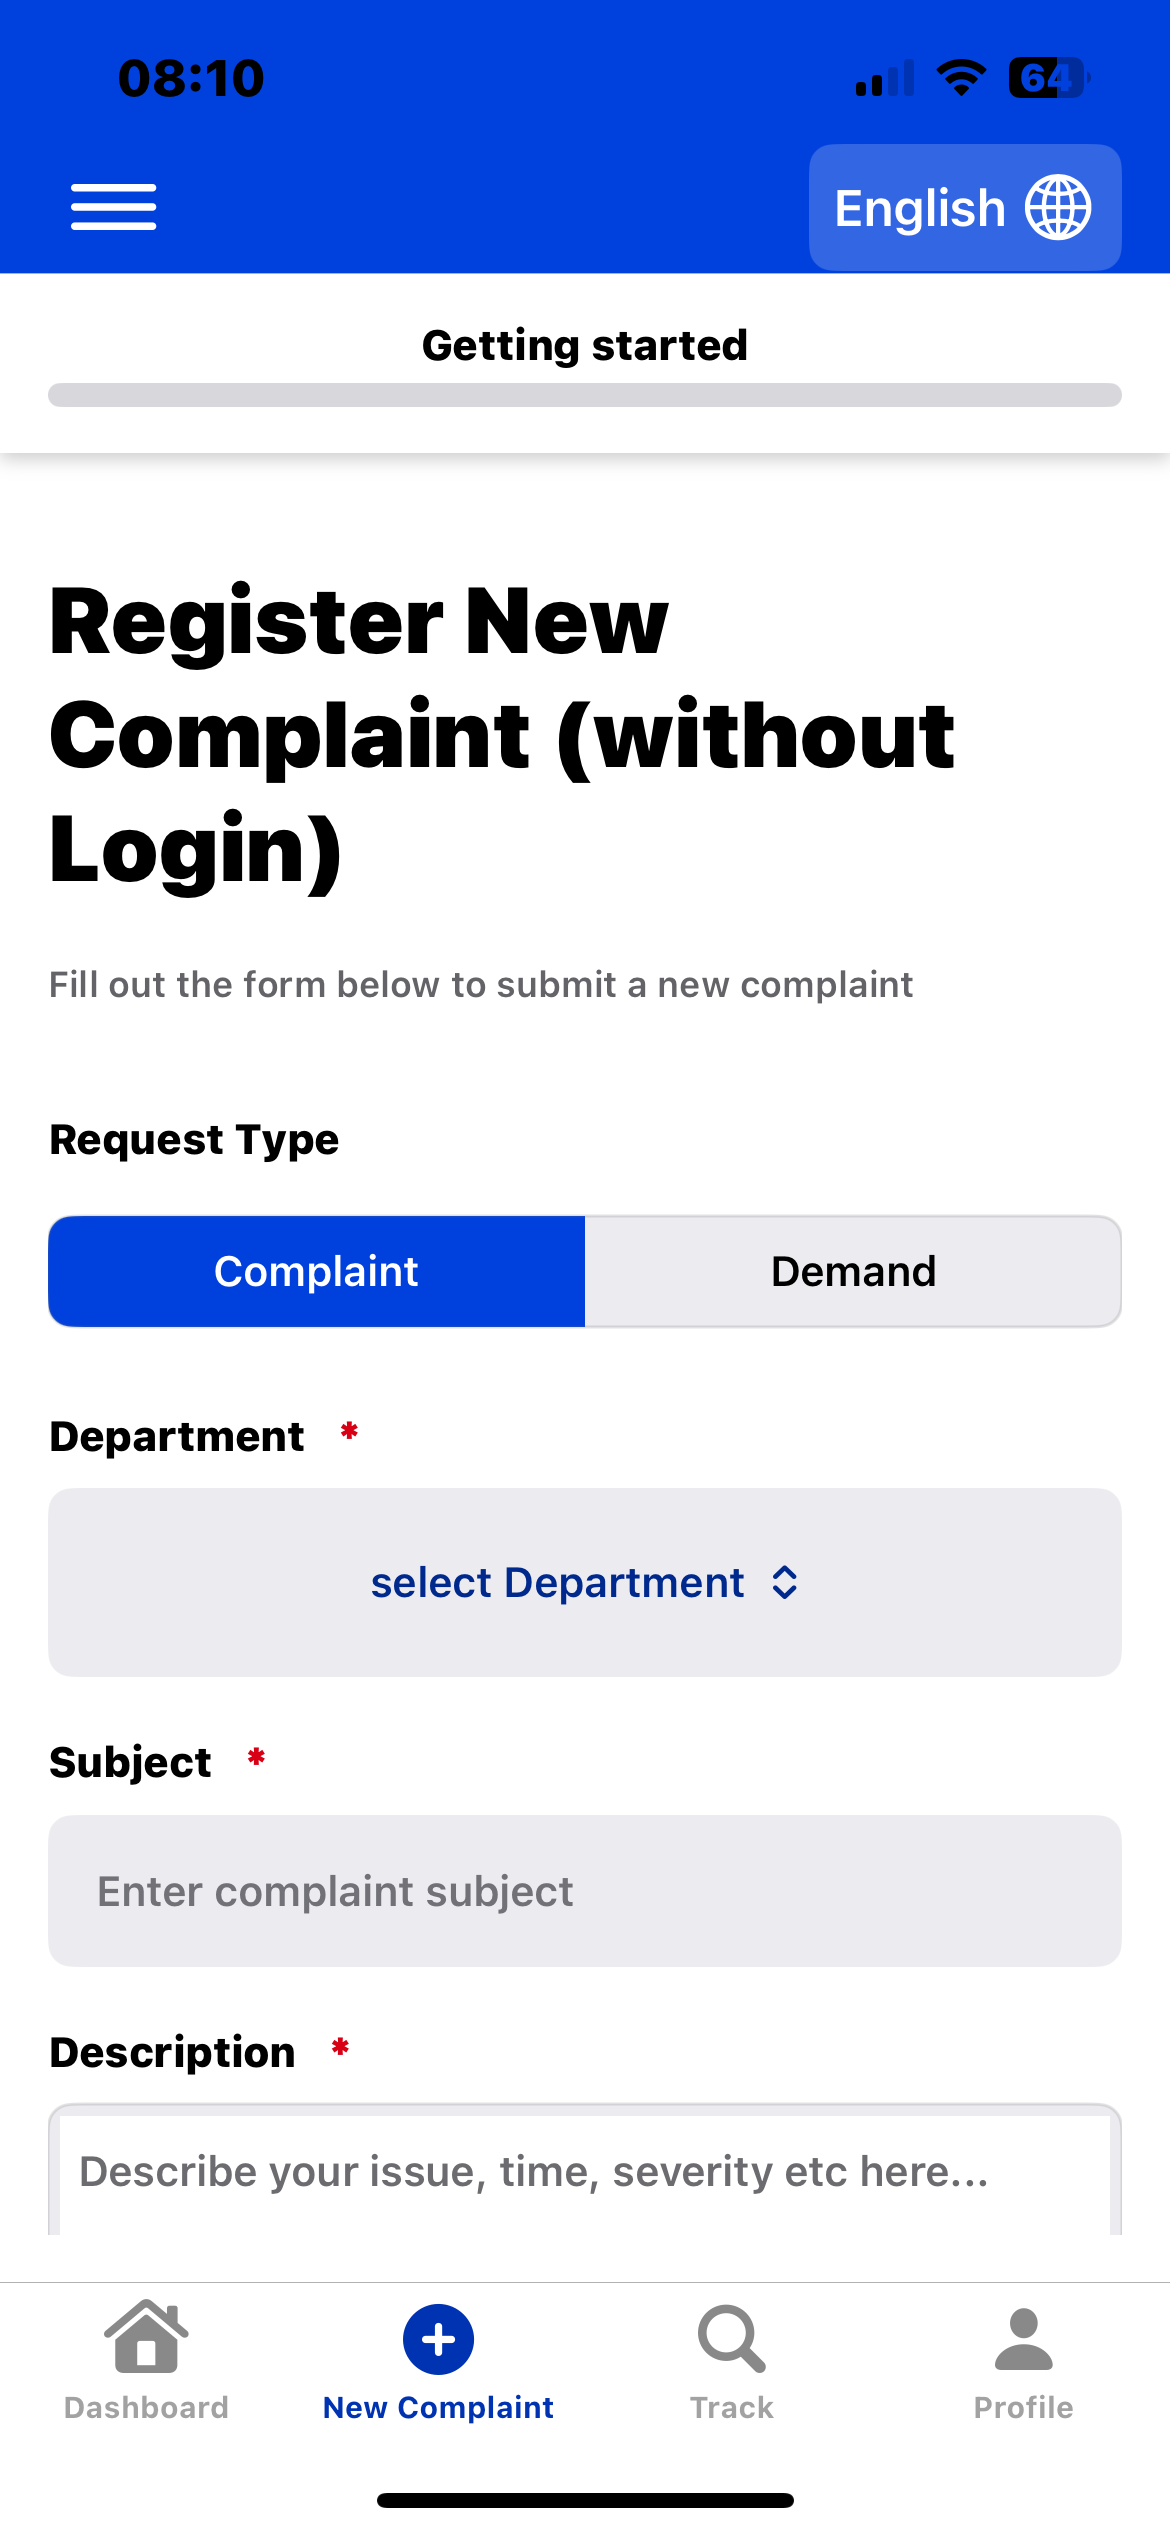 08:10
64
English
Getting started
Register New
Complaint (without
Login)
Fill out the form below to submit a new complaint
Request Type
Complaint
Demand
Department *
select Department
Subject *
Enter complaint subject
Description *
Describe your issue, time, severity etc here...
Dashboard
New Complaint
Track
Profile